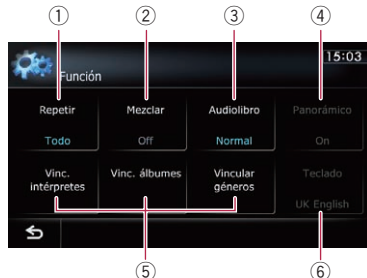 ① ② ③ ④
15:03
Función
Repetir Mezclar Audiolibro Panorámico
Todo Off Normal On
Vinc. intérpretes Vinc. álbumes Vincular géneros Teclado
UK English
⑤ ⑥